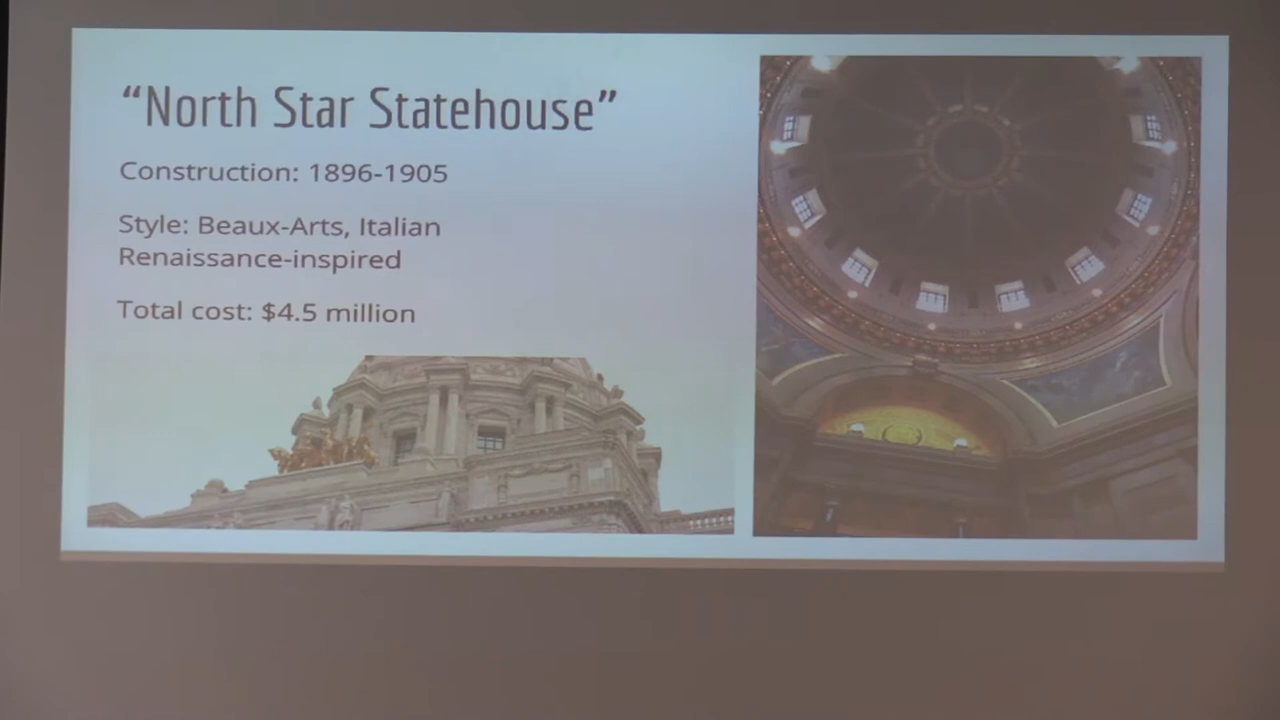 “North Star Statehouse”
Construction: 1896-1905
Style: Beaux-Arts, Italian
Renaissance-inspired
Total cost: $4.5 million